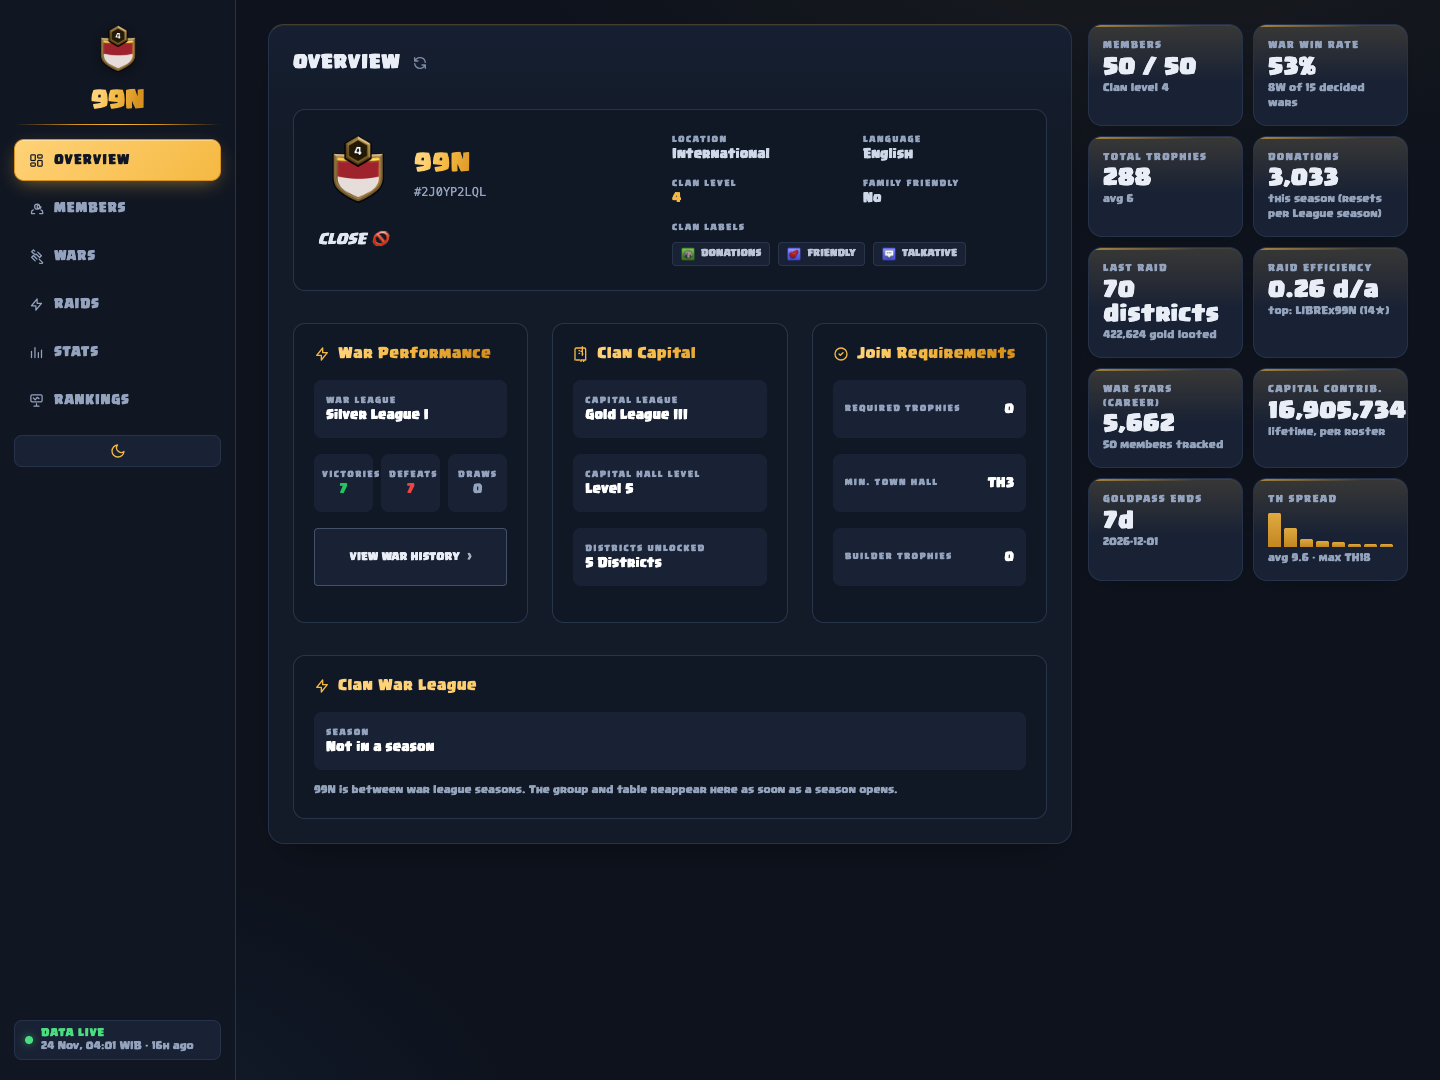 4
99N
OVERVIEW
MEMBERS
WARS
RAIDS
STATS
RANKINGS
DATA LIVE
24 Nov, 04:01 WIB · 16h ago
OVERVIEW
4
99N
#2J0YP2LQL
CLOSE 🚫
LOCATION
International
LANGUAGE
English
CLAN LEVEL
4
FAMILY FRIENDLY
No
CLAN LABELS
DONATIONS
FRIENDLY
TALKATIVE
War Performance
WAR LEAGUE
Silver League I
VICTORIES
7
DEFEATS
7
DRAWS
0
VIEW WAR HISTORY ›
Clan Capital
CAPITAL LEAGUE
Gold League III
CAPITAL HALL LEVEL
Level 5
DISTRICTS UNLOCKED
5 Districts
Join Requirements
REQUIRED TROPHIES 0
MIN. TOWN HALL TH3
BUILDER TROPHIES 0
Clan War League
SEASON
Not in a season
99N is between war league seasons. The group and table reappear here as soon as a season opens.
MEMBERS
50 / 50
Clan level 4
WAR WIN RATE
53%
8W of 15 decided
wars
TOTAL TROPHIES
288
avg 6
DONATIONS
3,033
this season (resets
per League season)
LAST RAID
70
districts
422,624 gold looted
RAID EFFICIENCY
0.26 d/a
top: LIBREx99N (14★)
WAR STARS
(CAREER)
5,662
50 members tracked
CAPITAL CONTRIB.
16,905,734
lifetime, per roster
GOLDPASS ENDS
7d
2026-12-01
TH SPREAD
avg 9.6 · max TH18